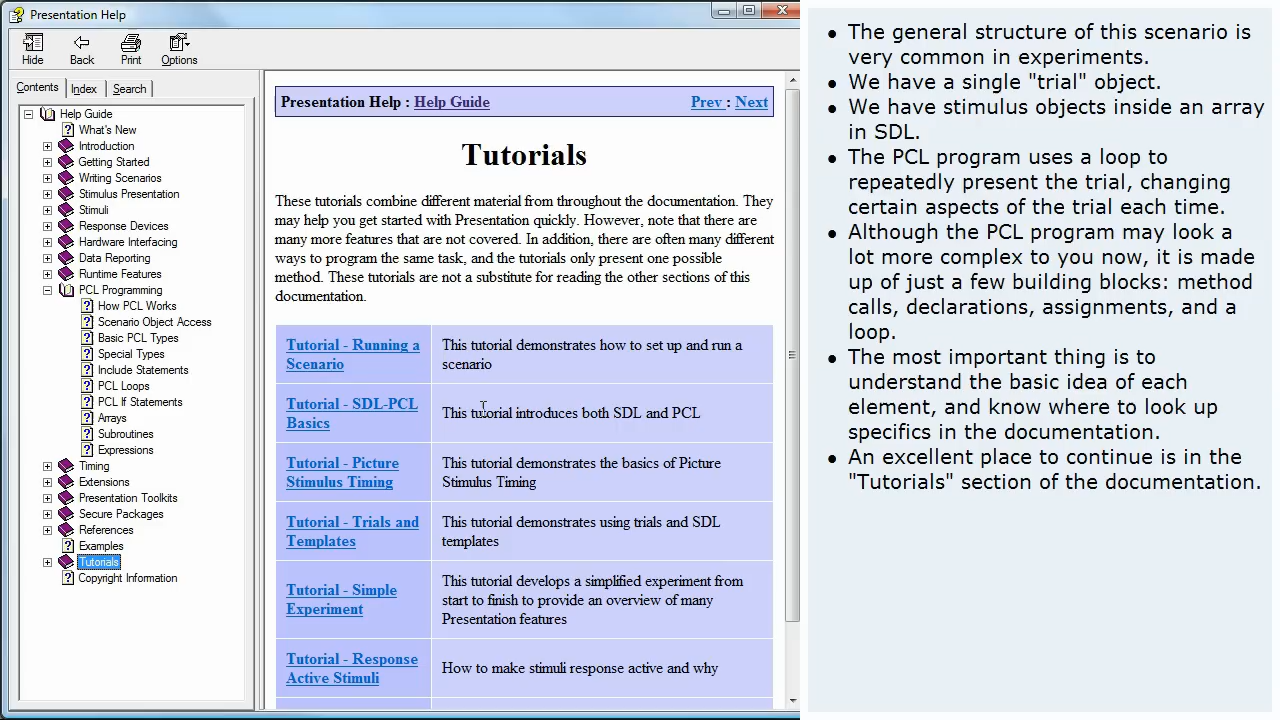 Presentation Help
Hide
Back
Print
Options
Contents
Index
Search
Help Guide
What's New
Introduction
Getting Started
Writing Scenarios
Stimulus Presentation
Stimuli
Response Devices
Hardware Interfacing
Data Reporting
Runtime Features
PCL Programming
How PCL Works
Scenario Object Access
Basic PCL Types
Special Types
Include Statements
PCL Loops
PCL If Statements
Arrays
Subroutines
Expressions
Timing
Extensions
Presentation Toolkits
Secure Packages
References
Examples
Tutorials
Copyright Information
Presentation Help : Help Guide
Prev : Next
Tutorials
These tutorials combine different material from throughout the documentation. They
may help you get started with Presentation quickly. However, note that there are
many more features that are not covered. In addition, there are often many different
ways to program the same task, and the tutorials only present one possible
method. These tutorials are not a substitute for reading the other sections of this
documentation.
Tutorial - Running a
Scenario
This tutorial demonstrates how to set up and run a
scenario
Tutorial - SDL-PCL
Basics
This tutorial introduces both SDL and PCL
Tutorial - Picture
Stimulus Timing
This tutorial demonstrates the basics of Picture
Stimulus Timing
Tutorial - Trials and
Templates
This tutorial demonstrates using trials and SDL
templates
Tutorial - Simple
Experiment
This tutorial develops a simplified experiment from
start to finish to provide an overview of many
Presentation features
Tutorial - Response
Active Stimuli
How to make stimuli response active and why
• The general structure of this scenario is
very common in experiments.
• We have a single "trial" object.
• We have stimulus objects inside an array
in SDL.
• The PCL program uses a loop to
repeatedly present the trial, changing
certain aspects of the trial each time.
• Although the PCL program may look a
lot more complex to you now, it is made
up of just a few building blocks: method
calls, declarations, assignments, and a
loop.
• The most important thing is to
understand the basic idea of each
element, and know where to look up
specifics in the documentation.
• An excellent place to continue is in the
"Tutorials" section of the documentation.